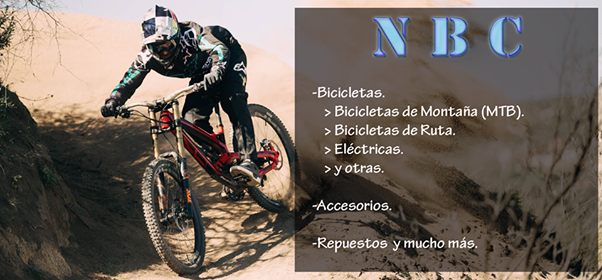 N B C
-Bicicletas.
> Bicicletas de Montaña (MTB).
> Bicicletas de Ruta.
> Eléctricas.
> y otras.
-Accesorios.
-Repuestos y mucho más.